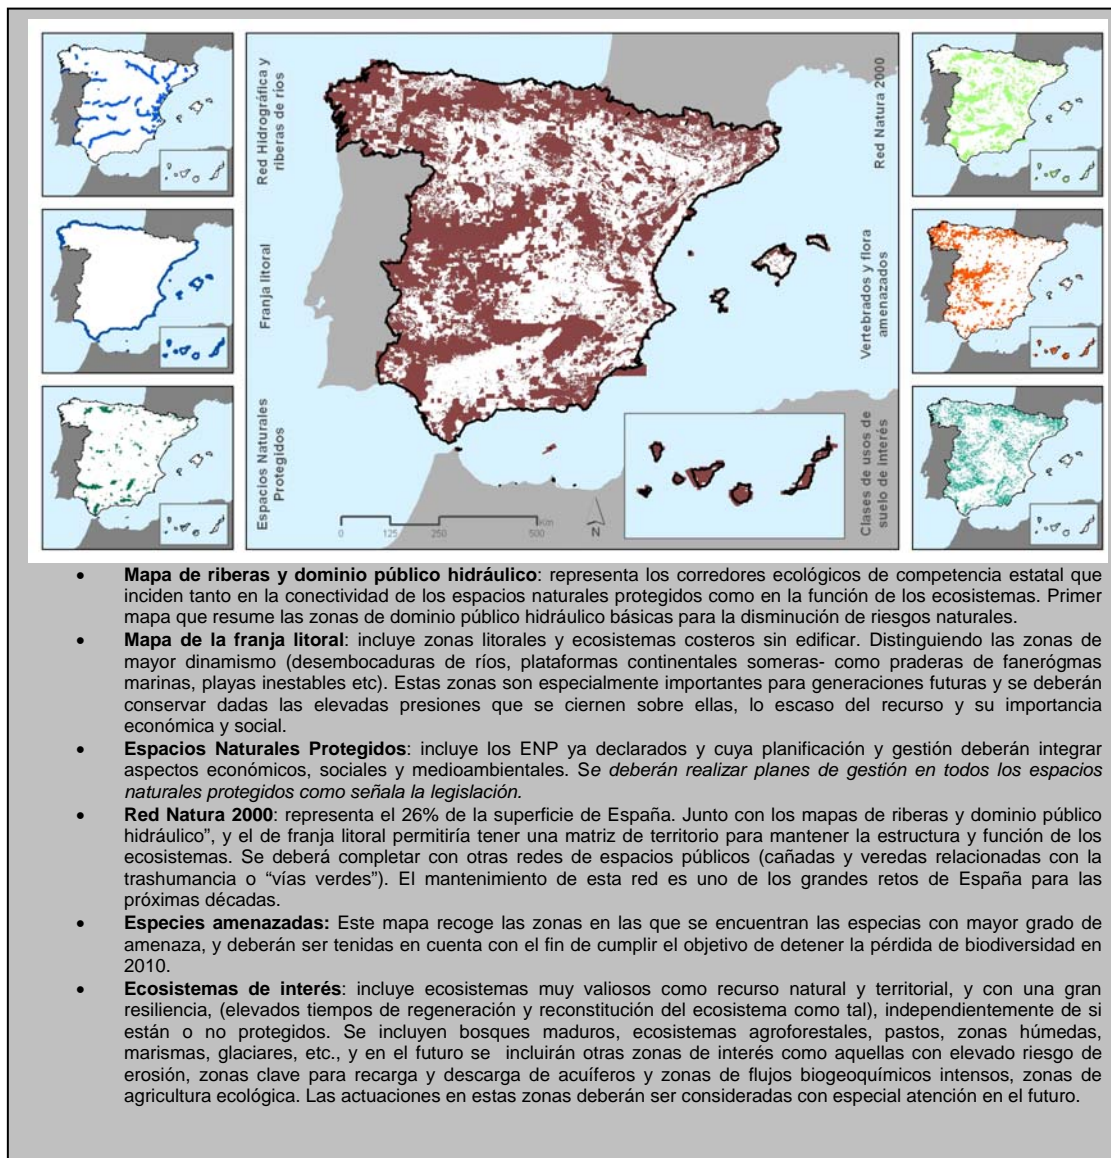 Red Hidrográfica y
riberas de ríos
Franja litoral
Espacios Naturales
Protegidos
Red Natura 2000
Vertebrados y flora
amenazados
Clases de usos de
suelo de interés
Km
0 125 250 500
N
• Mapa de riberas y dominio público hidráulico: representa los corredores ecológicos de competencia estatal que
inciden tanto en la conectividad de los espacios naturales protegidos como en la función de los ecosistemas. Primer
mapa que resume las zonas de dominio público hidráulico básicas para la disminución de riesgos naturales.
• Mapa de la franja litoral: incluye zonas litorales y ecosistemas costeros sin edificar. Distinguiendo las zonas de
mayor dinamismo (desembocaduras de ríos, plataformas continentales someras- como praderas de fanerógmas
marinas, playas inestables etc). Estas zonas son especialmente importantes para generaciones futuras y se deberán
conservar dadas las elevadas presiones que se ciernen sobre ellas, lo escaso del recurso y su importancia
económica y social.
• Espacios Naturales Protegidos: incluye los ENP ya declarados y cuya planificación y gestión deberán integrar
aspectos económicos, sociales y medioambientales. Se deberán realizar planes de gestión en todos los espacios
naturales protegidos como señala la legislación.
• Red Natura 2000: representa el 26% de la superficie de España. Junto con los mapas de riberas y dominio público
hidráulico”, y el de franja litoral permitiría tener una matriz de territorio para mantener la estructura y función de los
ecosistemas. Se deberá completar con otras redes de espacios públicos (cañadas y veredas relacionadas con la
trashumancia o “vías verdes”). El mantenimiento de esta red es uno de los grandes retos de España para las
próximas décadas.
• Especies amenazadas: Este mapa recoge las zonas en las que se encuentran las especias con mayor grado de
amenaza, y deberán ser tenidas en cuenta con el fin de cumplir el objetivo de detener la pérdida de biodiversidad en
2010.
• Ecosistemas de interés: incluye ecosistemas muy valiosos como recurso natural y territorial, y con una gran
resiliencia, (elevados tiempos de regeneración y reconstitución del ecosistema como tal), independientemente de si
están o no protegidos. Se incluyen bosques maduros, ecosistemas agroforestales, pastos, zonas húmedas,
marismas, glaciares, etc., y en el futuro se incluirán otras zonas de interés como aquellas con elevado riesgo de
erosión, zonas clave para recarga y descarga de acuíferos y zonas de flujos biogeoquímicos intensos, zonas de
agricultura ecológica. Las actuaciones en estas zonas deberán ser consideradas con especial atención en el futuro.